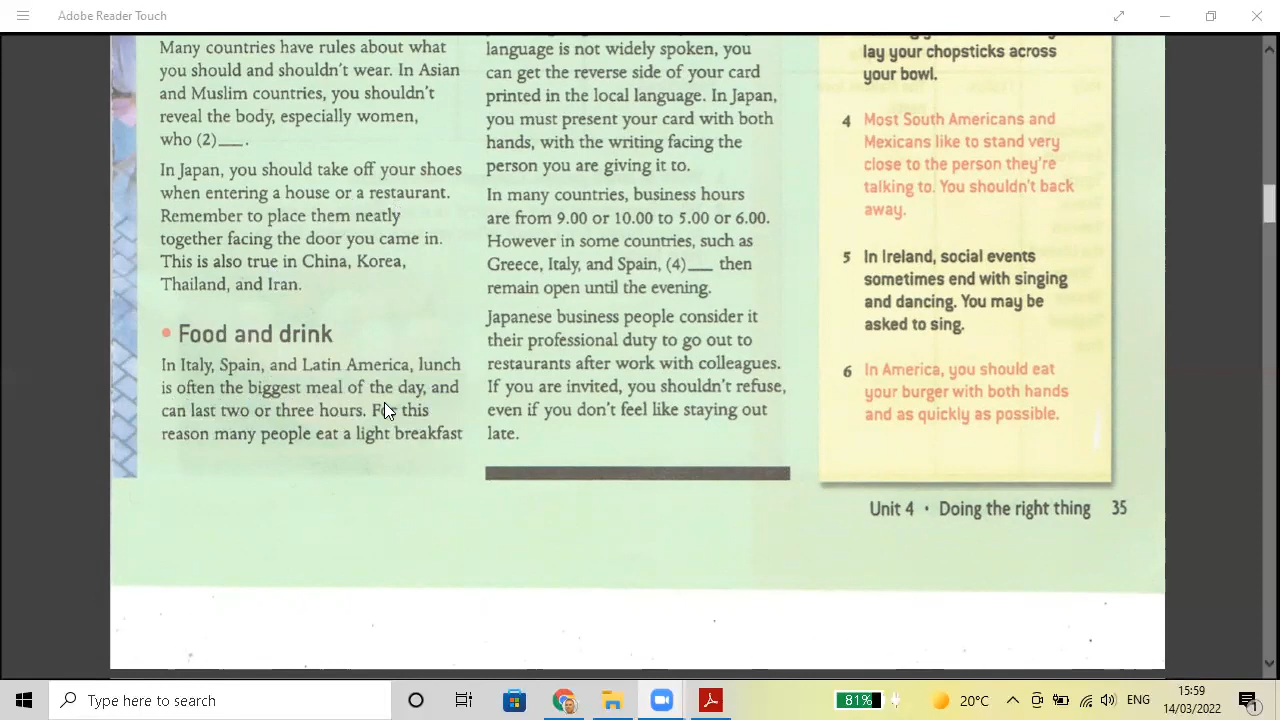 Adobe Reader Touch
Many countries have rules about what
you should and shouldn't wear. In Asian
and Muslim countries, you shouldn't
reveal the body, especially women,
who (2)___ .
In Japan, you should take off your shoes
when entering a house or a restaurant.
Remember to place them neatly
together facing the door you came in.
This is also true in China, Korea,
Thailand, and Iran.
• Food and drink
In Italy, Spain, and Latin America, lunch
is often the biggest meal of the day, and
can last two or three hours. For this
reason many people eat a light breakfast
language is not widely spoken, you
can get the reverse side of your card
printed in the local language. In Japan,
you must present your card with both
hands, with the writing facing the
person you are giving it to.
In many countries, business hours
are from 9.00 or 10.00 to 5.00 or 6.00.
However in some countries, such as
Greece, Italy, and Spain, (4)___ then
remain open until the evening.
Japanese business people consider it
their professional duty to go out to
restaurants after work with colleagues.
If you are invited, you shouldn't refuse,
even if you don't feel like staying out
late.
lay your chopsticks across
your bowl.
4 Most South Americans and
Mexicans like to stand very
close to the person they're
talking to. You shouldn't back
away.
5 In Ireland, social events
sometimes end with singing
and dancing. You may be
asked to sing.
6 In America, you should eat
your burger with both hands
and as quickly as possible.
Unit 4 · Doing the right thing 35
Type here to search
81%
20°C
ENG
15:59
14/03/2022
1